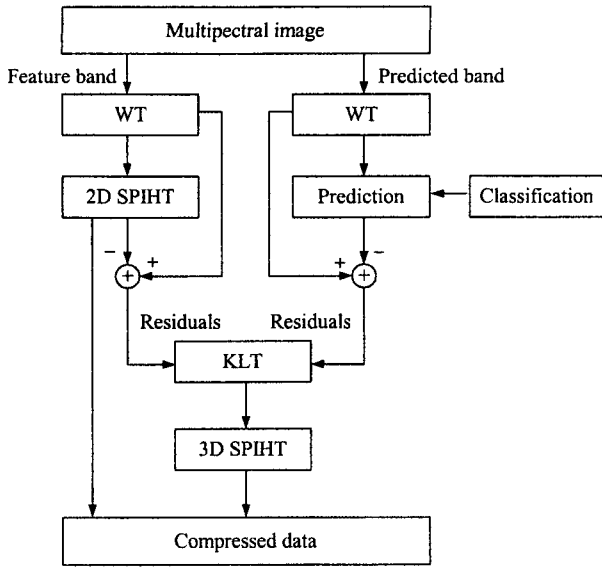 Multipectral image
Feature band
Predicted band
WT
WT
2D SPIHT
Prediction
Classification
− +
+ −
+
+
Residuals
Residuals
KLT
3D SPIHT
Compressed data